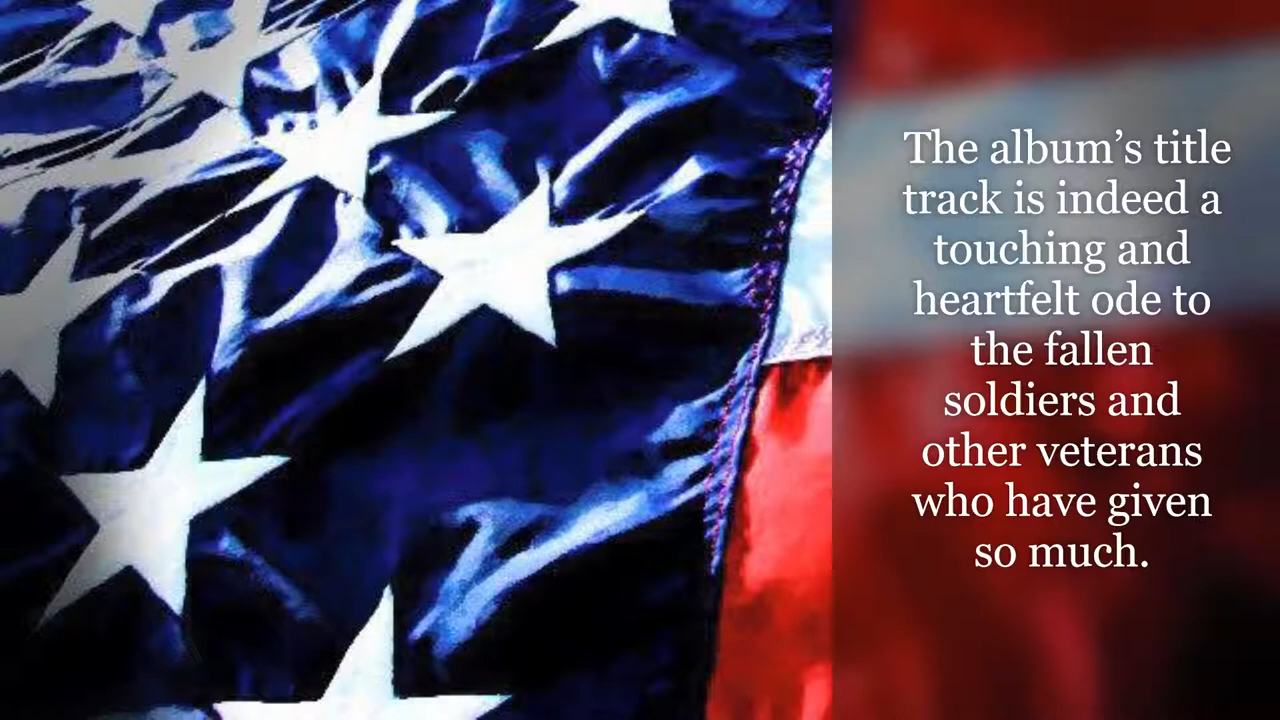 The album’s title
track is indeed a
touching and
heartfelt ode to
the fallen
soldiers and
other veterans
who have given
so much.